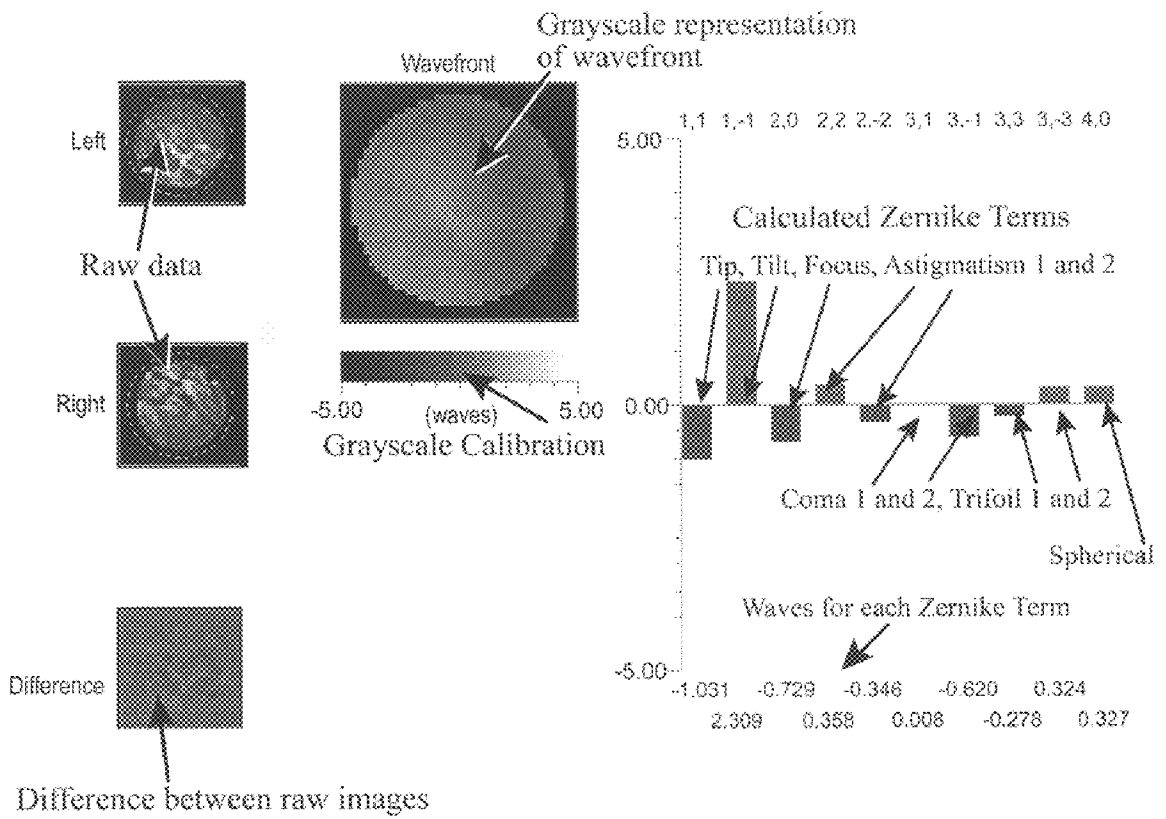 Grayscale representation
of wavefront
Wavefront
Left
Raw data
Right
-5.00 (waves) 5.00
Grayscale Calibration
Difference
Difference between raw images
1,1 1,-1 2,0 2,2 2,-2 3,1 3,-1 3,3 3,-3 4,0
5.00
Calculated Zernike Terms
Tip, Tilt, Focus, Astigmatism 1 and 2
0.00
Coma 1 and 2, Trifoil 1 and 2
Spherical
Waves for each Zernike Term
-5.00
-1.031 -0.729 -0.346 -0.620 0.324
2.309 0.358 0.008 -0.278 0.327